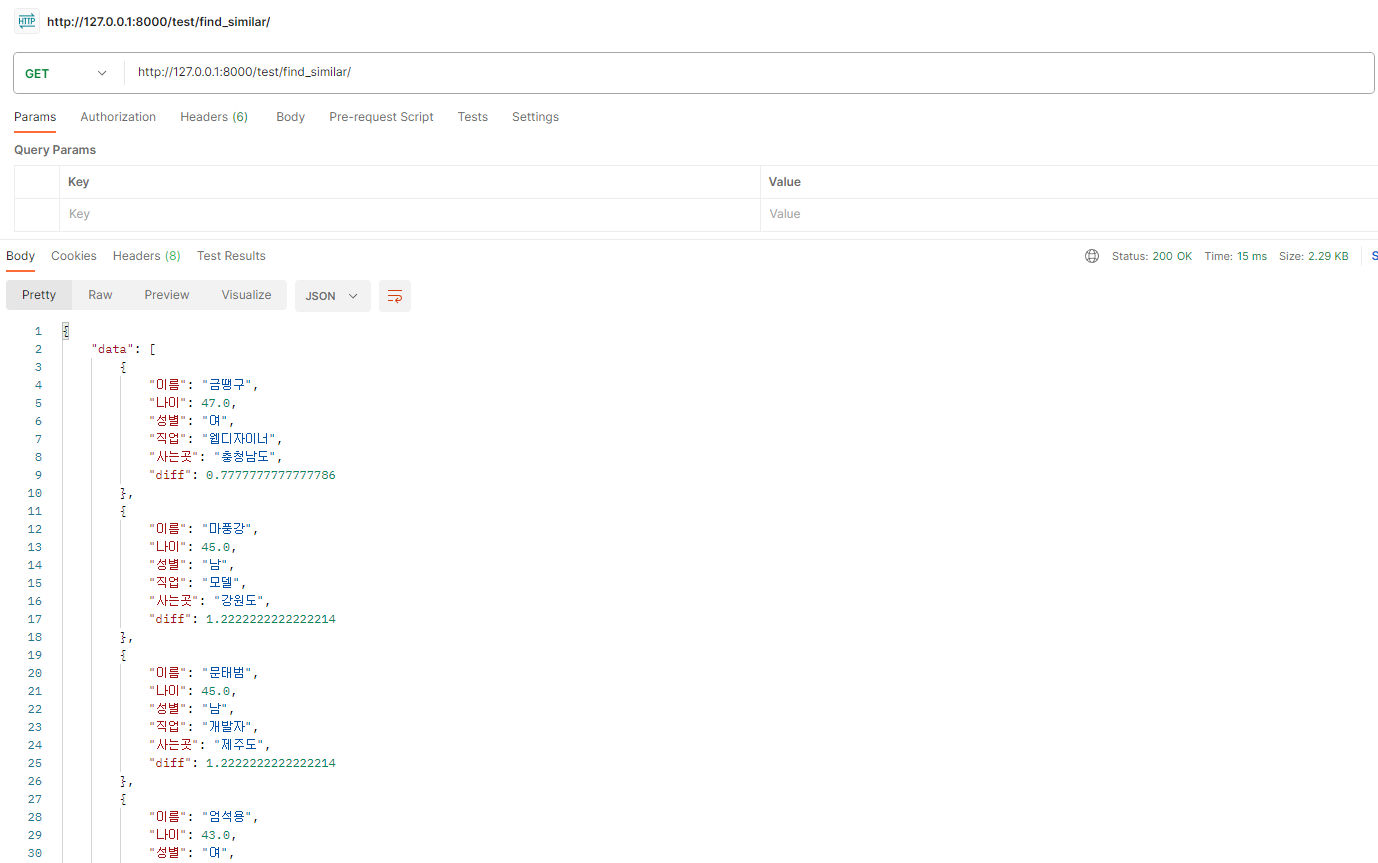 HTTP http://127.0.0.1:8000/test/find_similar/
GET http://127.0.0.1:8000/test/find_similar/
Params Authorization Headers (6) Body Pre-request Script Tests Settings
Query Params
Key Value
Key Value
Body Cookies Headers (8) Test Results Status: 200 OK Time: 15 ms Size: 2.29 KB S
Pretty Raw Preview Visualize JSON
1 {
2 "data": [
3 {
4 "이름": "금땡구",
5 "나이": 47.0,
6 "성별": "여",
7 "직업": "웹디자이너",
8 "사는곳": "충청남도",
9 "diff": 0.7777777777777786
10 },
11 {
12 "이름": "마풍강",
13 "나이": 45.0,
14 "성별": "남",
15 "직업": "모델",
16 "사는곳": "강원도",
17 "diff": 1.2222222222222214
18 },
19 {
20 "이름": "문태범",
21 "나이": 45.0,
22 "성별": "남",
23 "직업": "개발자",
24 "사는곳": "제주도",
25 "diff": 1.2222222222222214
26 },
27 {
28 "이름": "엄석용",
29 "나이": 43.0,
30 "성별": "여",